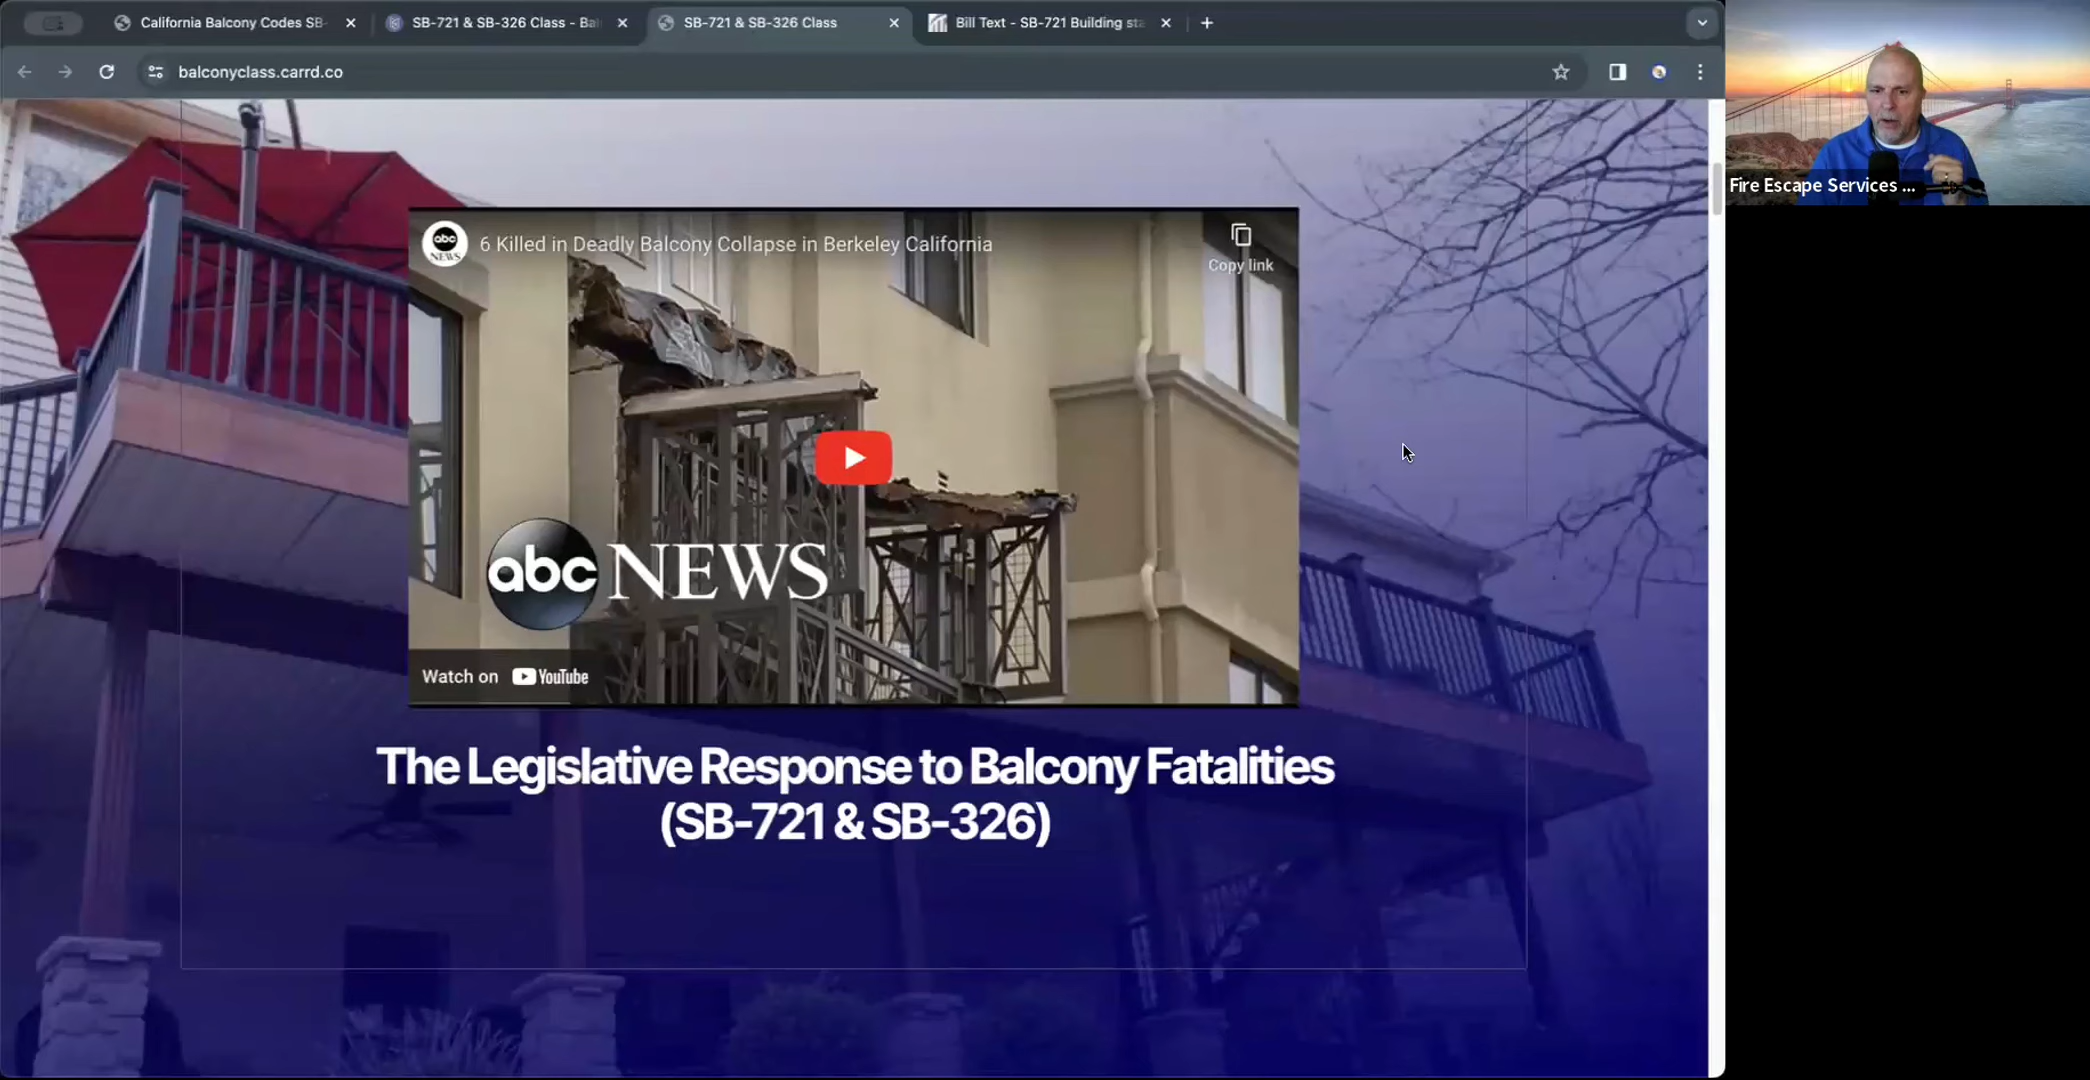 California Balcony Codes SB-
SB-721 & SB-326 Class - Bal
SB-721 & SB-326 Class
Bill Text - SB-721 Building sta
balconyclass.carrd.co
Fire Escape Services ...
abc
NEWS
6 Killed in Deadly Balcony Collapse in Berkeley California
Copy link
abc NEWS
Watch on YouTube
The Legislative Response to Balcony Fatalities
(SB-721 & SB-326)